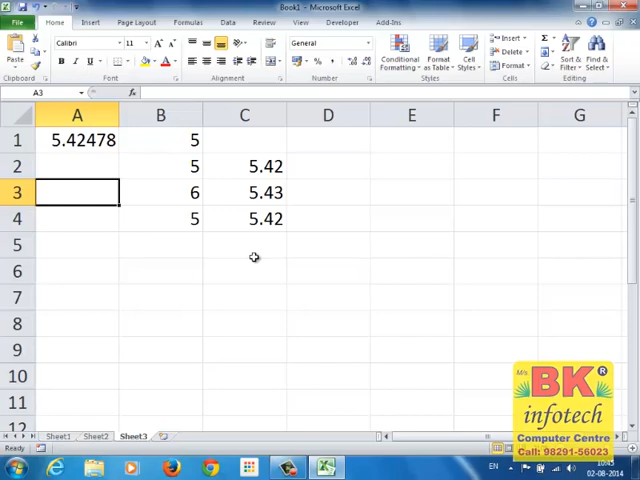 Book1 - Microsoft Excel
File Home Insert Page Layout Formulas Data Review View Developer Add-Ins
Calibri 11 General Insert
Paste B I U Conditional Formatting Format as Table Cell Styles Delete Format Sort & Filter Find & Select
Clipboard Font Alignment Number Styles Cells Editing
A3 fx
A B C D E F G
1 5.42478 5
2 5 5.42
3 6 5.43
4 5 5.42
5
6
7
8
9
10
11
12
M/s BK R
infotech
Computer Centre
Call: 98291-56023
Sheet1 Sheet2 Sheet3
Ready
EN 10:45
02-08-2014